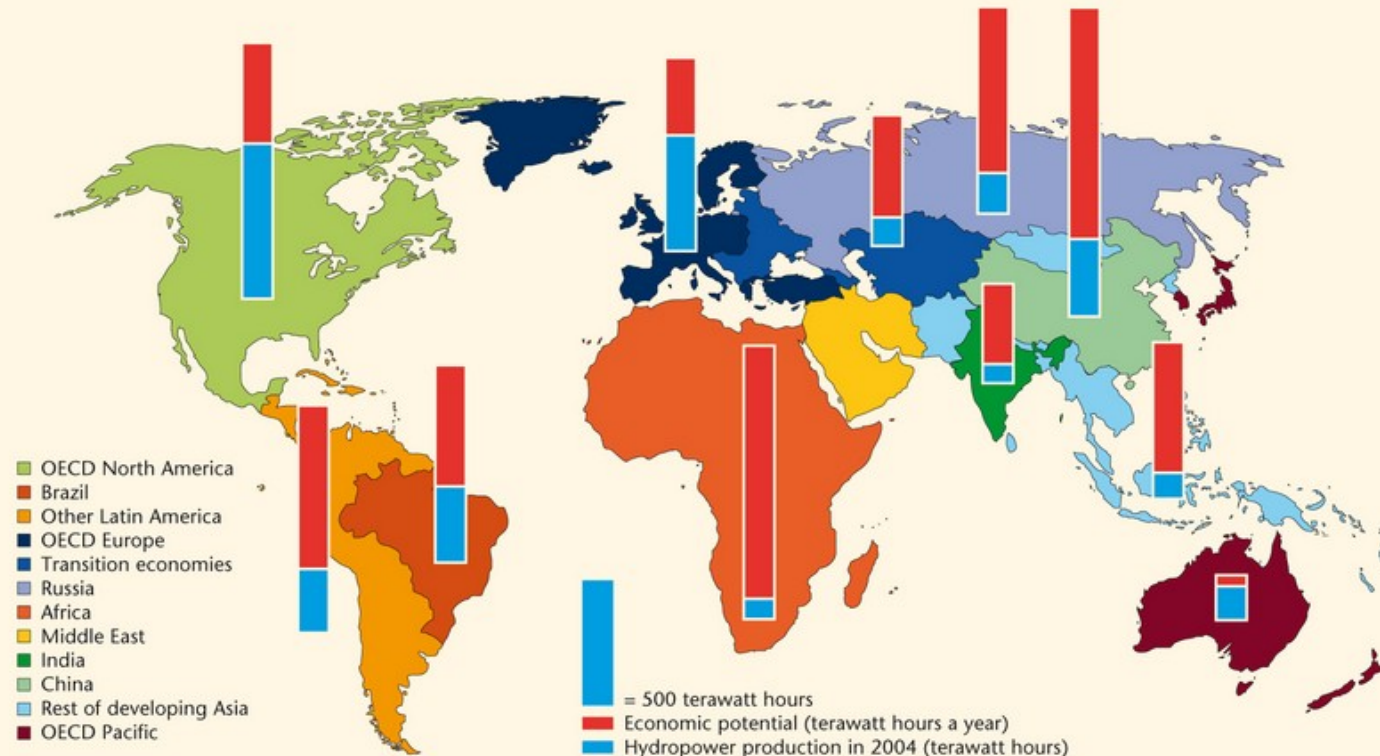 OECD North America
Brazil
Other Latin America
OECD Europe
Transition economies
Russia
Africa
Middle East
India
China
Rest of developing Asia
OECD Pacific
= 500 terawatt hours
Economic potential (terawatt hours a year)
Hydropower production in 2004 (terawatt hours)